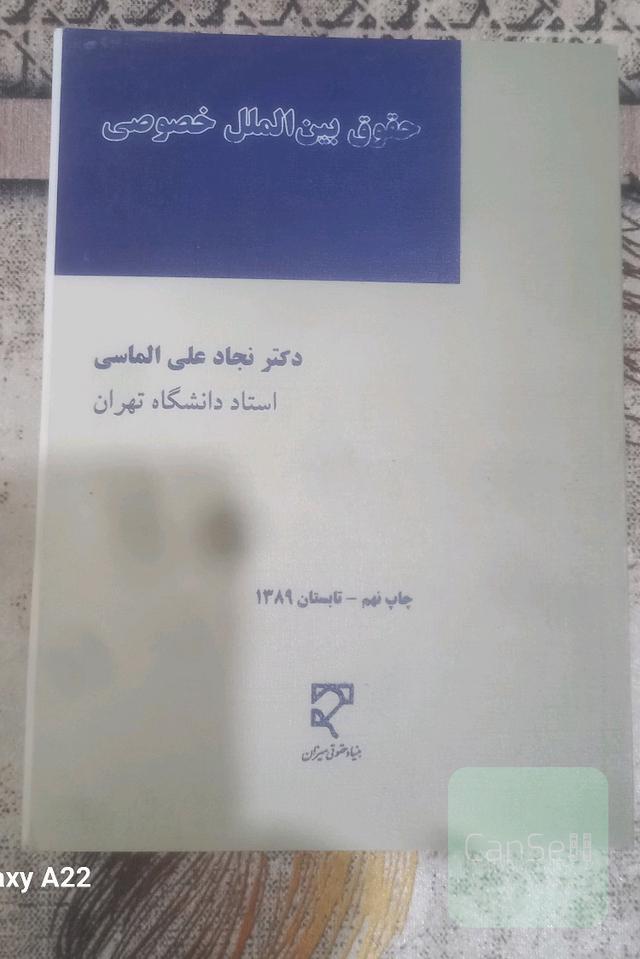 حقوق بین‌الملل خصوصی
دکتر نجاد علی الماسی
استاد دانشگاه تهران
چاپ نهم - تابستان ۱۳۸۹
بنیاد حقوقی میزان
CanSell
axy A22